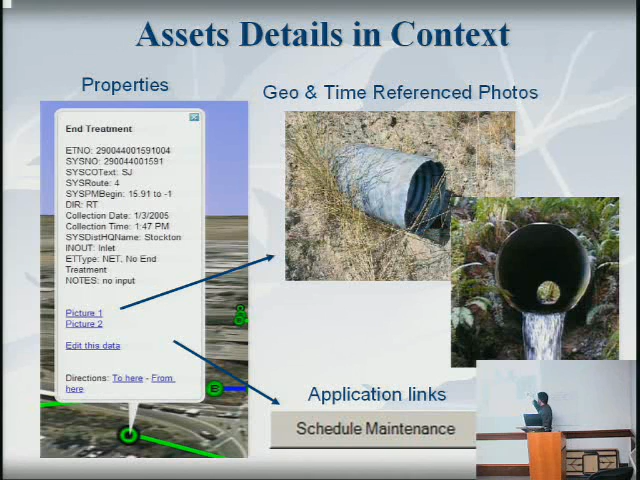 Assets Details in Context
Properties
Geo & Time Referenced Photos
End Treatment
ETNO: 290044001591004
SYSNO: 290044001591
SYSCOText: SJ
SYSRoute: 4
SYSPMBegin: 15.91 to -1
DIR: RT
Collection Date: 1/3/2005
Collection Time: 1:47 PM
SYSDistHQName: Stockton
INOUT: Inlet
ETType: NET, No End
Treatment
NOTES: no input
Picture 1
Picture 2
Edit this data
Directions: To here - From
here
B
Application links
Schedule Maintenance